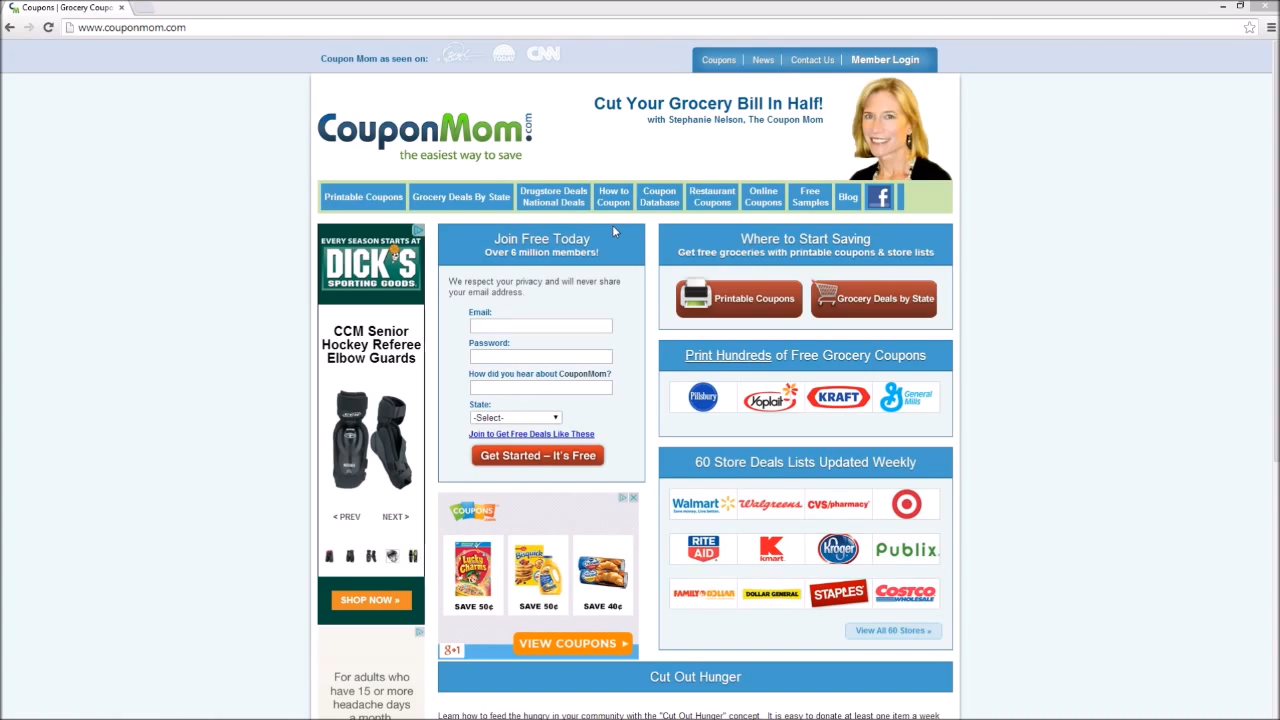 Coupons | Grocery Coupo
www.couponmom.com
Coupon Mom as seen on:
TODAY
CNN
Coupons | News | Contact Us | Member Login
CouponMom.com
the easiest way to save
Cut Your Grocery Bill In Half!
with Stephanie Nelson, The Coupon Mom
Printable Coupons
Grocery Deals By State
Drugstore Deals
National Deals
How to
Coupon
Coupon
Database
Restaurant
Coupons
Online
Coupons
Free
Samples
Blog
f
EVERY SEASON STARTS AT
DICK'S
SPORTING GOODS.
CCM Senior
Hockey Referee
Elbow Guards
< PREV
NEXT >
SHOP NOW »
For adults who
have 15 or more
headache days
a month
Join Free Today
Over 6 million members!
We respect your privacy and will never share
your email address.
Email:
Password:
How did you hear about CouponMom?
State:
-Select-
Join to Get Free Deals Like These
Get Started – It's Free
COUPONS
.com
Lucky
Charms
Bisquick
Pillsbury
SAVE 50¢
SAVE 50¢
SAVE 40¢
VIEW COUPONS
g+1
Where to Start Saving
Get free groceries with printable coupons & store lists
Printable Coupons
Grocery Deals by State
Print Hundreds of Free Grocery Coupons
Pillsbury
Yoplait
KRAFT
General
Mills
60 Store Deals Lists Updated Weekly
Walmart
Save money. Live better.
Walgreens
CVS/pharmacy
RITE
AID
kmart
Kroger
Publix.
FAMILY DOLLAR
DOLLAR GENERAL
STAPLES
COSTCO
WHOLESALE
View All 60 Stores »
Cut Out Hunger
Learn how to feed the hungry in your community with the "Cut Out Hunger" concept. It is easy to donate at least one item a week